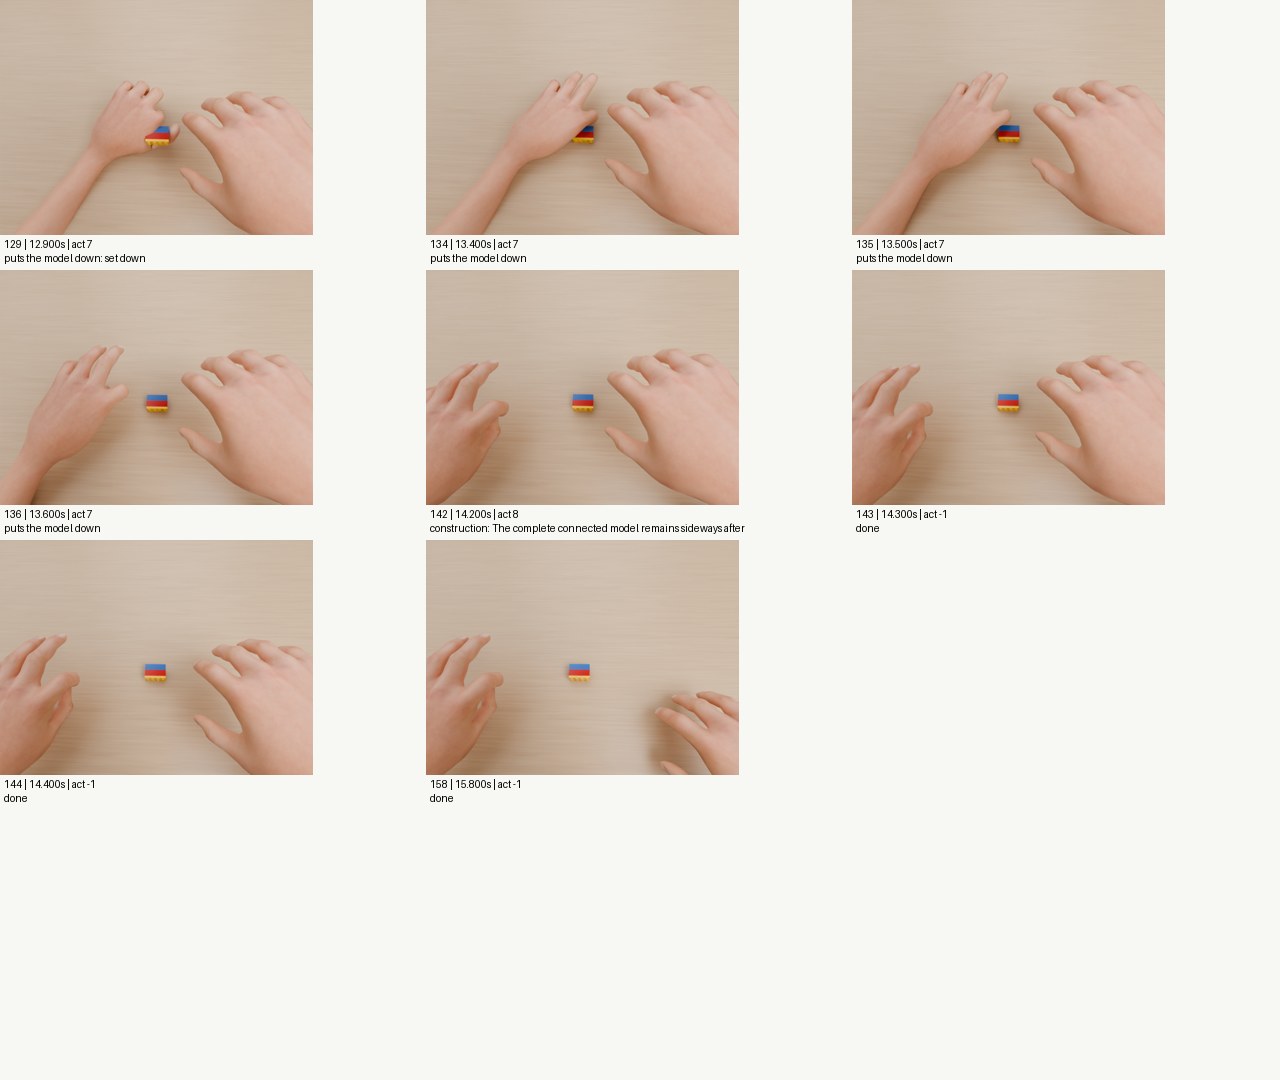 129 | 12.900s | act 7
puts the model down: set down
134 | 13.400s | act 7
puts the model down
135 | 13.500s | act 7
puts the model down
136 | 13.600s | act 7
puts the model down
142 | 14.200s | act 8
construction: The complete connected model remains sideways after
143 | 14.300s | act -1
done
144 | 14.400s | act -1
done
158 | 15.800s | act -1
done